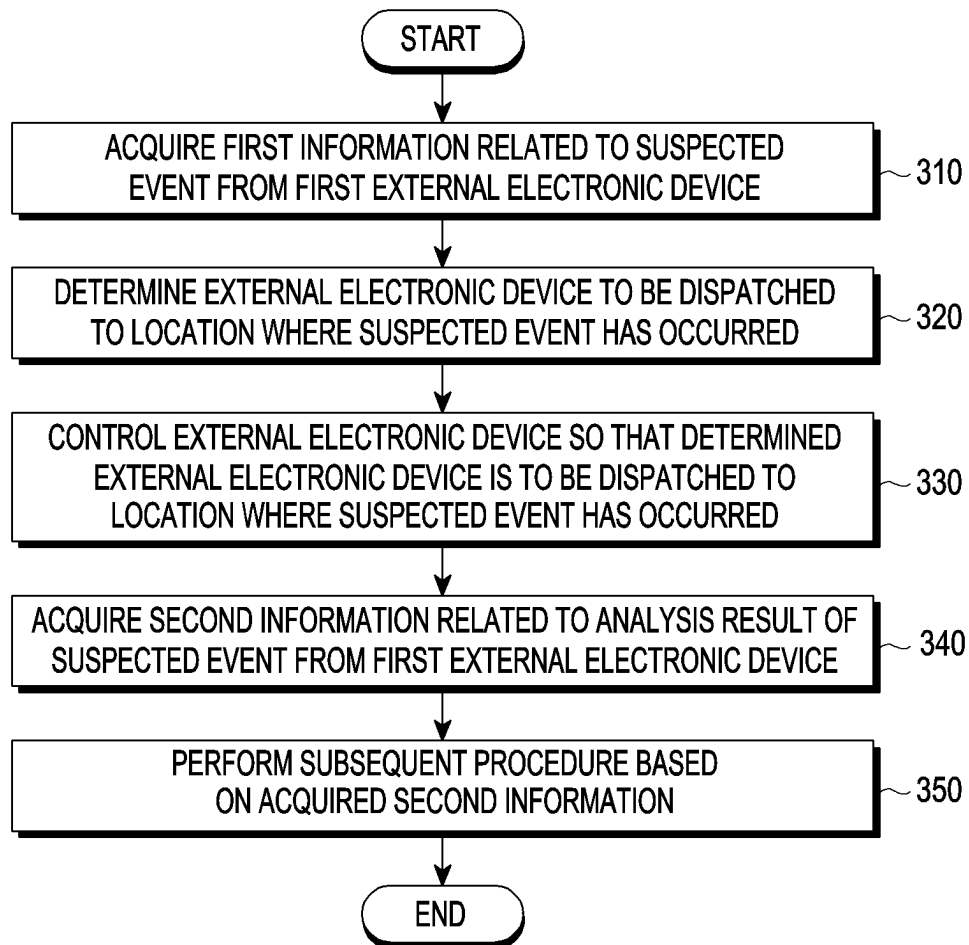 START
ACQUIRE FIRST INFORMATION RELATED TO SUSPECTED
EVENT FROM FIRST EXTERNAL ELECTRONIC DEVICE
310
DETERMINE EXTERNAL ELECTRONIC DEVICE TO BE DISPATCHED
TO LOCATION WHERE SUSPECTED EVENT HAS OCCURRED
320
CONTROL EXTERNAL ELECTRONIC DEVICE SO THAT DETERMINED
EXTERNAL ELECTRONIC DEVICE IS TO BE DISPATCHED TO
LOCATION WHERE SUSPECTED EVENT HAS OCCURRED
330
ACQUIRE SECOND INFORMATION RELATED TO ANALYSIS RESULT OF
SUSPECTED EVENT FROM FIRST EXTERNAL ELECTRONIC DEVICE
340
PERFORM SUBSEQUENT PROCEDURE BASED
ON ACQUIRED SECOND INFORMATION
350
END